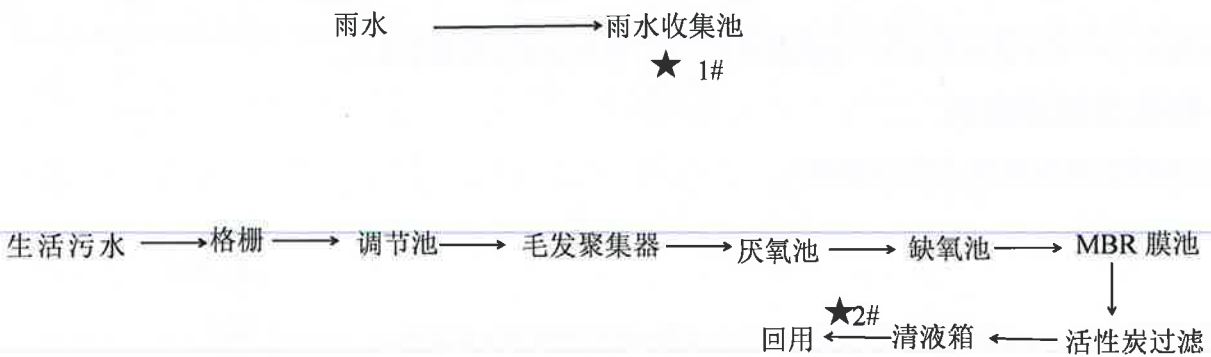 雨水 雨水收集池
★ 1#
生活污水 格栅 调节池 毛发聚集器 厌氧池 缺氧池 MBR 膜池
★2#
回用 清液箱 活性炭过滤